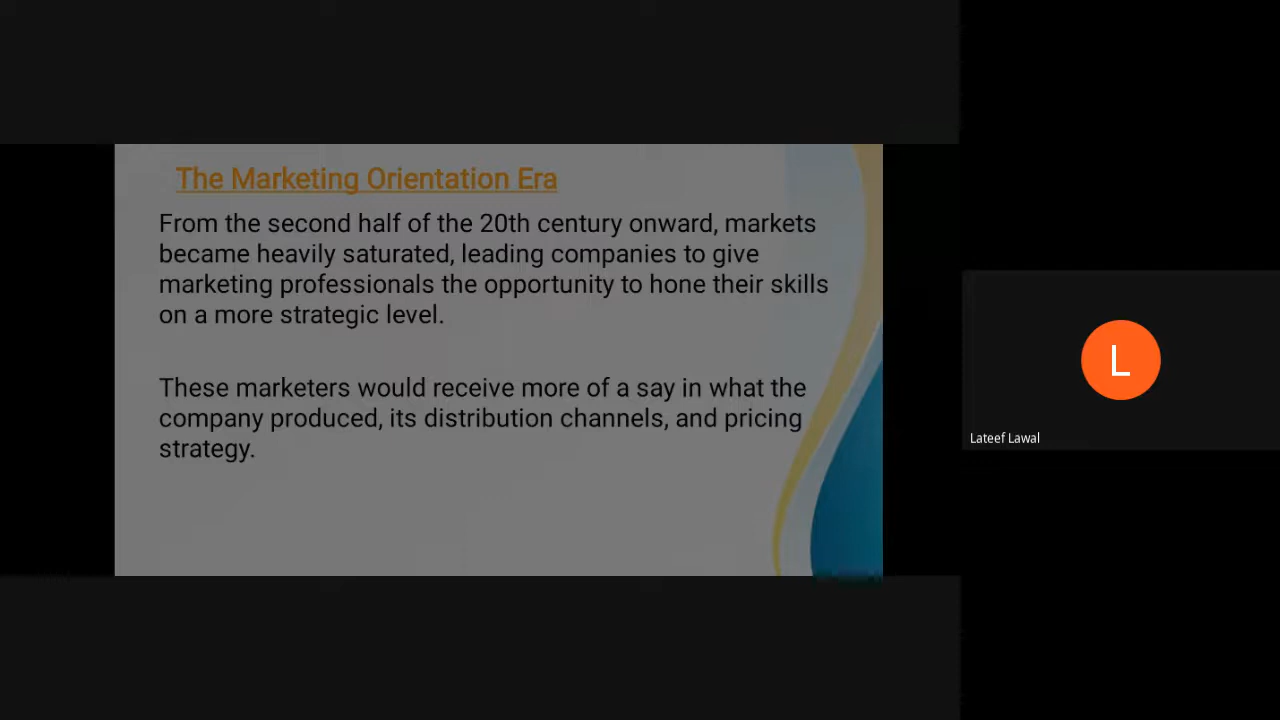 The Marketing Orientation Era
From the second half of the 20th century onward, markets
became heavily saturated, leading companies to give
marketing professionals the opportunity to hone their skills
on a more strategic level.
These marketers would receive more of a say in what the
company produced, its distribution channels, and pricing
strategy.
L
Lateef Lawal